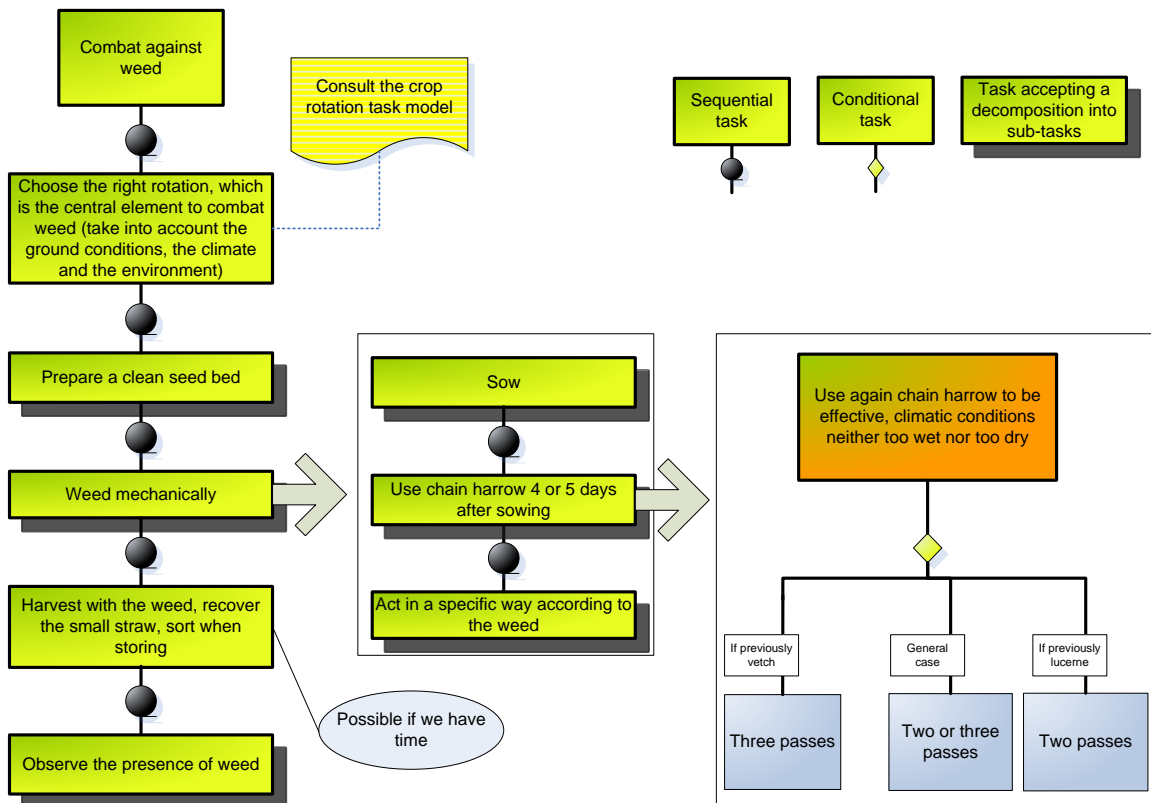 Combat against
weed
Consult the crop
rotation task model
Sequential
task
Conditional
task
Task accepting a
decomposition into
sub-tasks
Choose the right rotation, which
is the central element to combat
weed (take into account the
ground conditions, the climate
and the environment)
Prepare a clean seed bed
Weed mechanically
Harvest with the weed, recover
the small straw, sort when
storing
Possible if we have
time
Observe the presence of weed
Sow
Use chain harrow 4 or 5 days
after sowing
Act in a specific way according to
the weed
Use again chain harrow to be
effective, climatic conditions
neither too wet nor too dry
If previously
vetch
General
case
If previously
lucerne
Three passes
Two or three
passes
Two passes